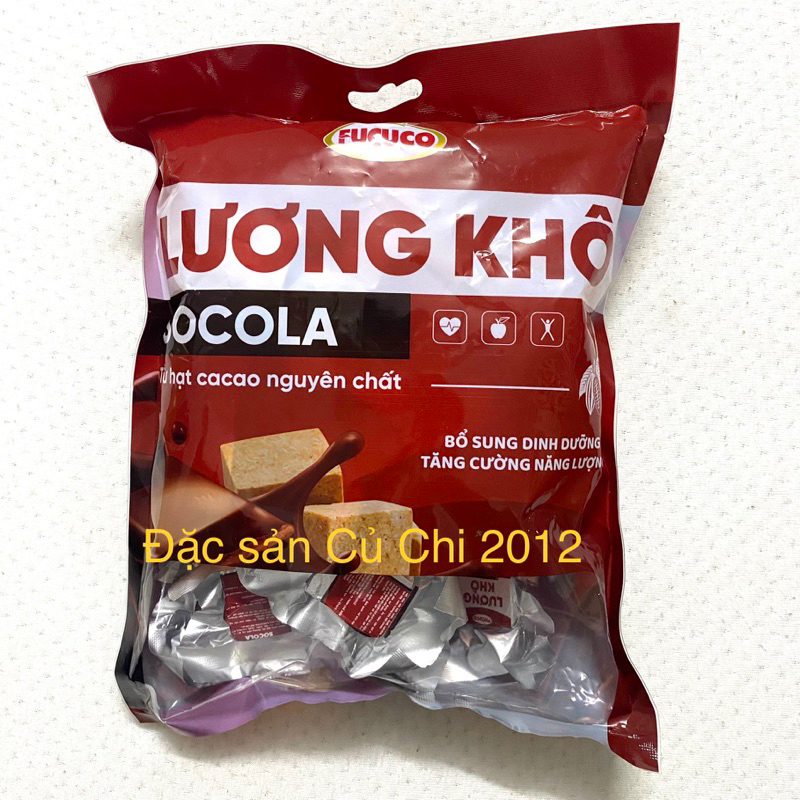 FUCUCO
LƯƠNG KHÔ
SOCOLA
Từ hạt cacao nguyên chất
BỔ SUNG DINH DƯỠNG
TĂNG CƯỜNG NĂNG LƯỢNG
Đặc sản Củ Chi 2012
LƯƠNG
KHÔ
SOCOLA